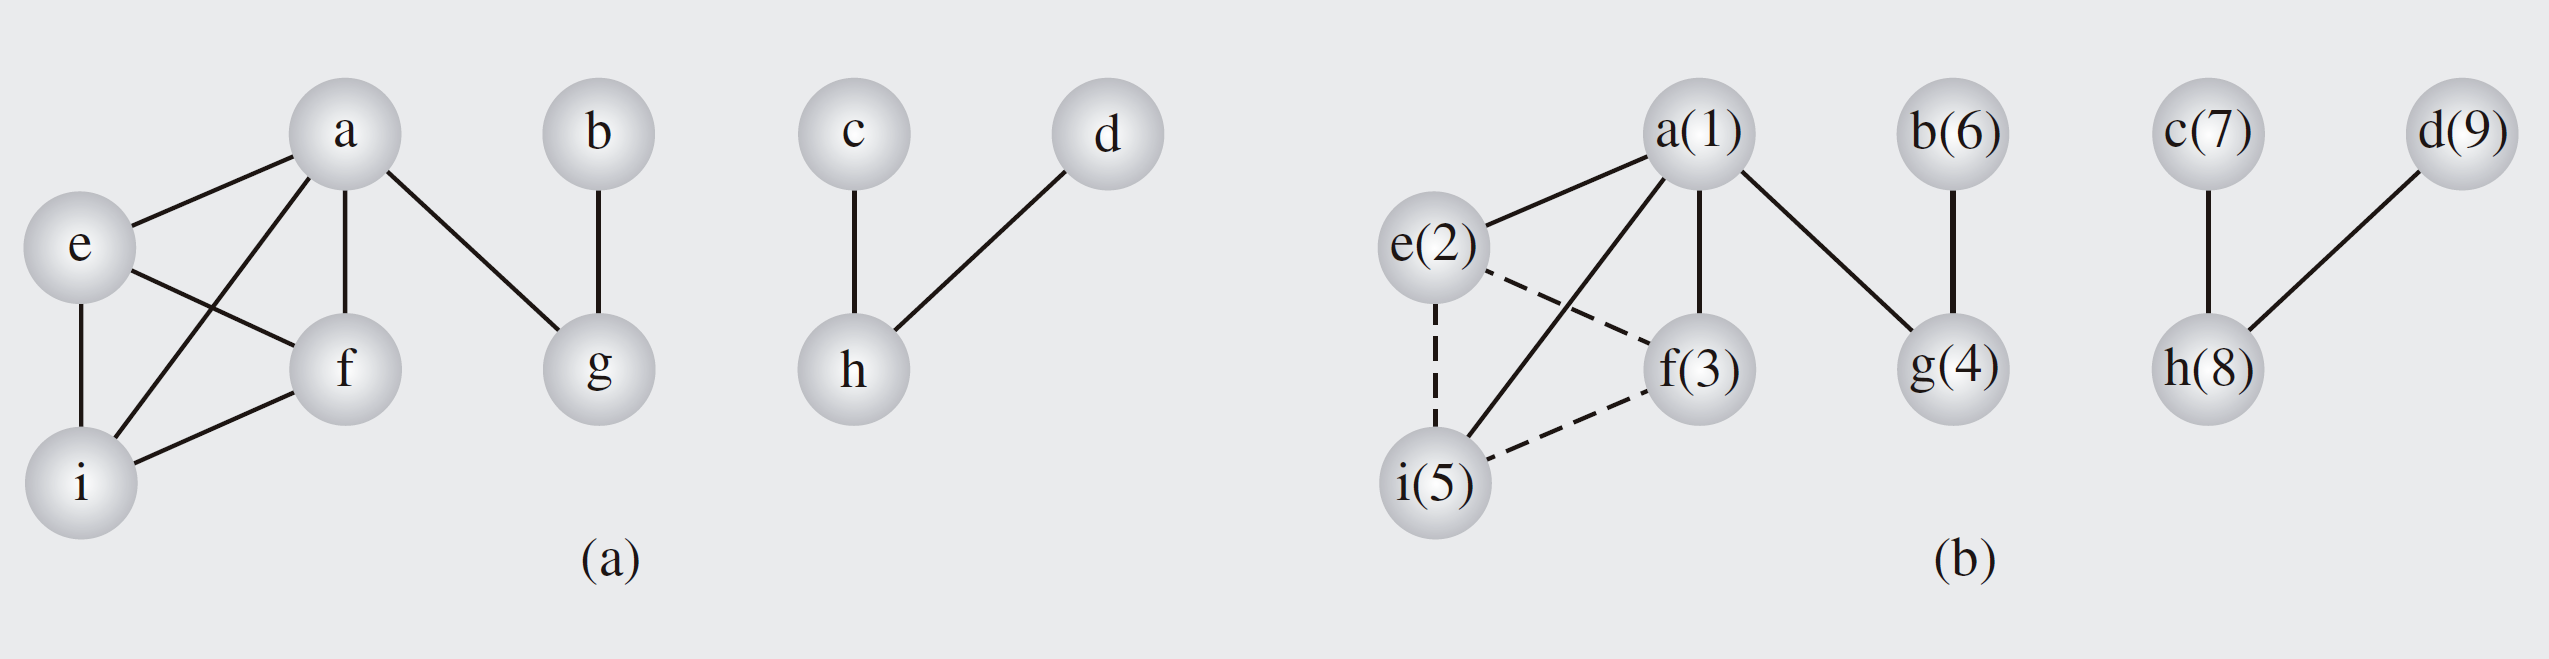 a b c d
e
f g h
i
(a)
a(1) b(6) c(7) d(9)
e(2)
f(3) g(4) h(8)
i(5)
(b)